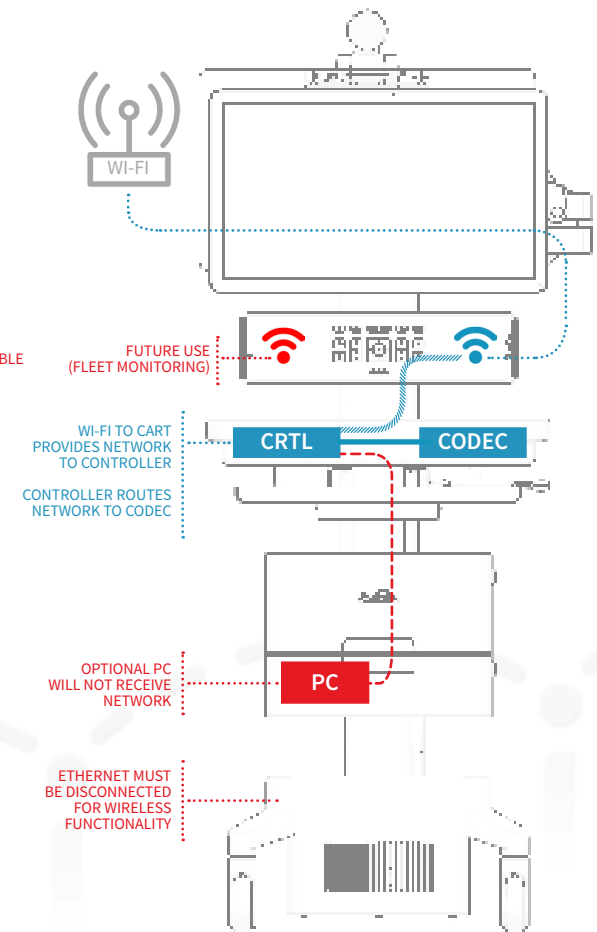 WI-FI
BLE
FUTURE USE
(FLEET MONITORING)
WI-FI TO CART
PROVIDES NETWORK
TO CONTROLLER
CONTROLLER ROUTES
NETWORK TO CODEC
CRTL
CODEC
OPTIONAL PC
WILL NOT RECEIVE
NETWORK
PC
ETHERNET MUST
BE DISCONNECTED
FOR WIRELESS
FUNCTIONALITY